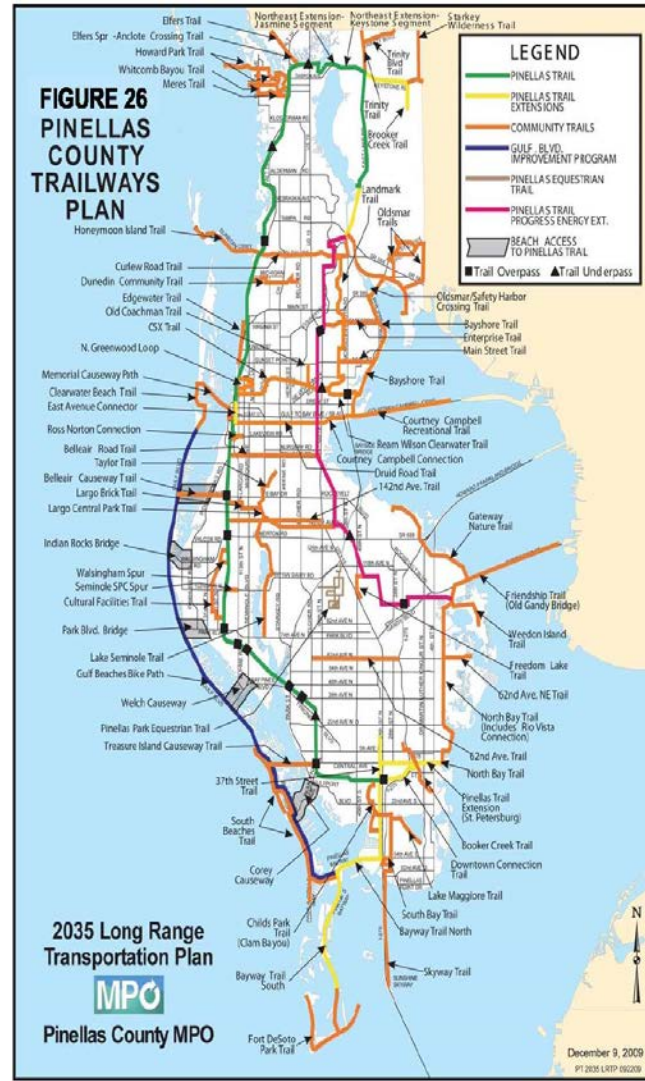 FIGURE 26
PINELLAS
COUNTY
TRAILWAYS
PLAN
Elfers Trail
Elfers Spr -Anclote Crossing Trail
Howard Park Trail
Whitcomb Bayou Trail
Meres Trail
Northeast Extension-
Jasmine Segment
Northeast Extension-
Keystone Segment
Starkey
Wilderness Trail
Trinity
Blvd
Trail
Trinity
Trail
Brooker
Creek Trail
Landmark
Trail
Oldsmar
Trails
LEGEND
PINELLAS TRAIL
PINELLAS TRAIL
EXTENSIONS
COMMUNITY TRAILS
GULF BLVD.
IMPROVEMENT PROGRAM
PINELLAS EQUESTRIAN
TRAIL
PINELLAS TRAIL
PROGRESS ENERGY EXT.
BEACH ACCESS
TO PINELLAS TRAIL
Trail Overpass
Trail Underpass
Honeymoon Island Trail
Curlew Road Trail
Dunedin Community Trail
Edgewater Trail
Old Coachman Trail
CSX Trail
N. Greenwood Loop
Memorial Causeway Path
Clearwater Beach Trail
East Avenue Connector
Ross Norton Connection
Belleair Road Trail
Taylor Trail
Belleair Causeway Trail
Largo Brick Trail
Largo Central Park Trail
Indian Rocks Bridge
Walsingham Spur
Seminole SPC Spur
Cultural Facilities Trail
Park Blvd. Bridge
Lake Seminole Trail
Gulf Beaches Bike Path
Welch Causeway
Pinellas Park Equestrian Trail
Treasure Island Causeway Trail
37th Street
Trail
South
Beaches
Trail
Corey
Causeway
Childs Park
Trail
(Clam Bayou)
Bayway Trail
South
Fort DeSoto
Park Trail
Oldsmar/Safety Harbor
Crossing Trail
Bayshore Trail
Enterprise Trail
Main Street Trail
Bayshore Trail
Courtney Campbell
Recreational Trail
Beam Wilson Clearwater Trail
Courtney Campbell Connection
Druid Road Trail
142nd Ave. Trail
Gateway
Nature Trail
Friendship Trail
(Old Gandy Bridge)
Weedon Island
Trail
Freedom Lake
Trail
62nd Ave. NE Trail
North Bay Trail
(Includes Rio Vista
Connection)
62nd Ave. Trail
North Bay Trail
Pinellas Trail
Extension
(St. Petersburg)
Booker Creek Trail
Downtown Connection
Trail
Lake Maggiore Trail
South Bay Trail
Bayway Trail North
Skyway Trail
SUNSHINE
SKYWAY
2035 Long Range
Transportation Plan
MPO
Pinellas County MPO
N
December 9, 2009
PT 2035 LRTP 092209